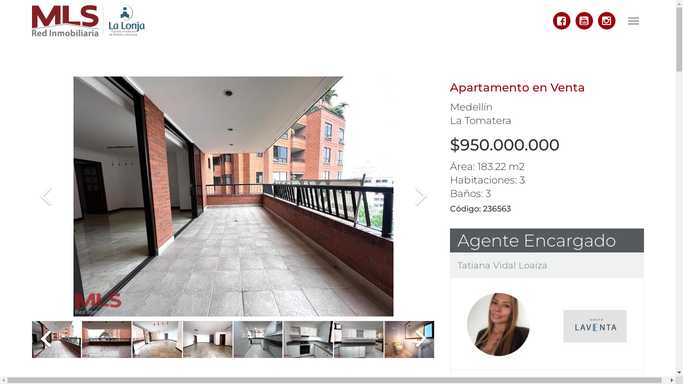 MLS
Red Inmobiliaria
La Lonja
Apartamento en Venta
Medellín
La Tomatera
$950.000.000
Área: 183.22 m2
Habitaciones: 3
Baños: 3
Código: 236563
Agente Encargado
Tatiana Vidal Loaiza
MLS
GRUPO
LAVENTA